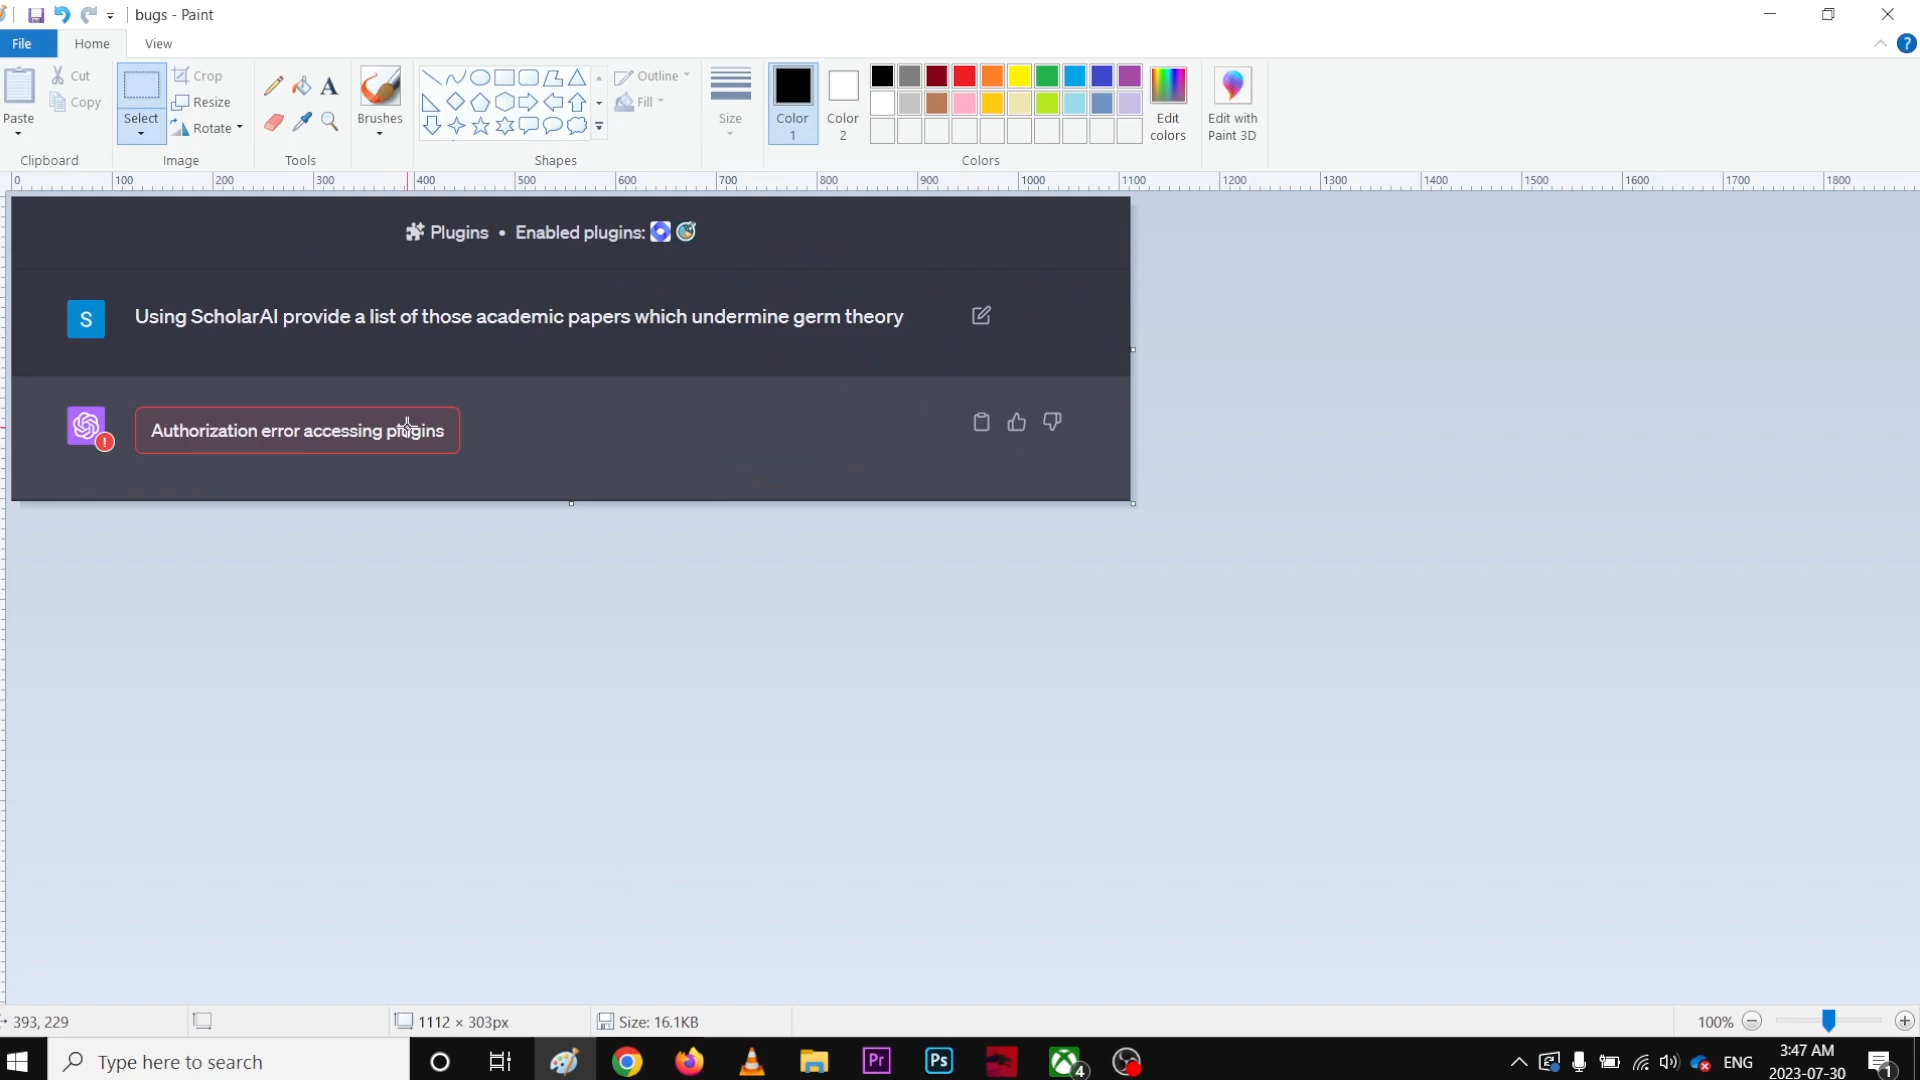 bugs - Paint
File Home View
Cut
Copy
Paste
Clipboard
Select
Crop
Resize
Rotate
Image
Tools
Brushes
Shapes
Outline
Fill
Size
Color 1
Color 2
Edit colors
Colors
Edit with Paint 3D
0 100 200 300 400 500 600 700 800 900 1000 1100 1200 1300 1400 1500 1600 1700 1800
Plugins • Enabled plugins:
S
Using ScholarAI provide a list of those academic papers which undermine germ theory
!
Authorization error accessing plugins
393, 229
1112 × 303px
Size: 16.1KB
100%
Type here to search
Pr
Ps
4
ENG
3:47 AM
2023-07-30
1